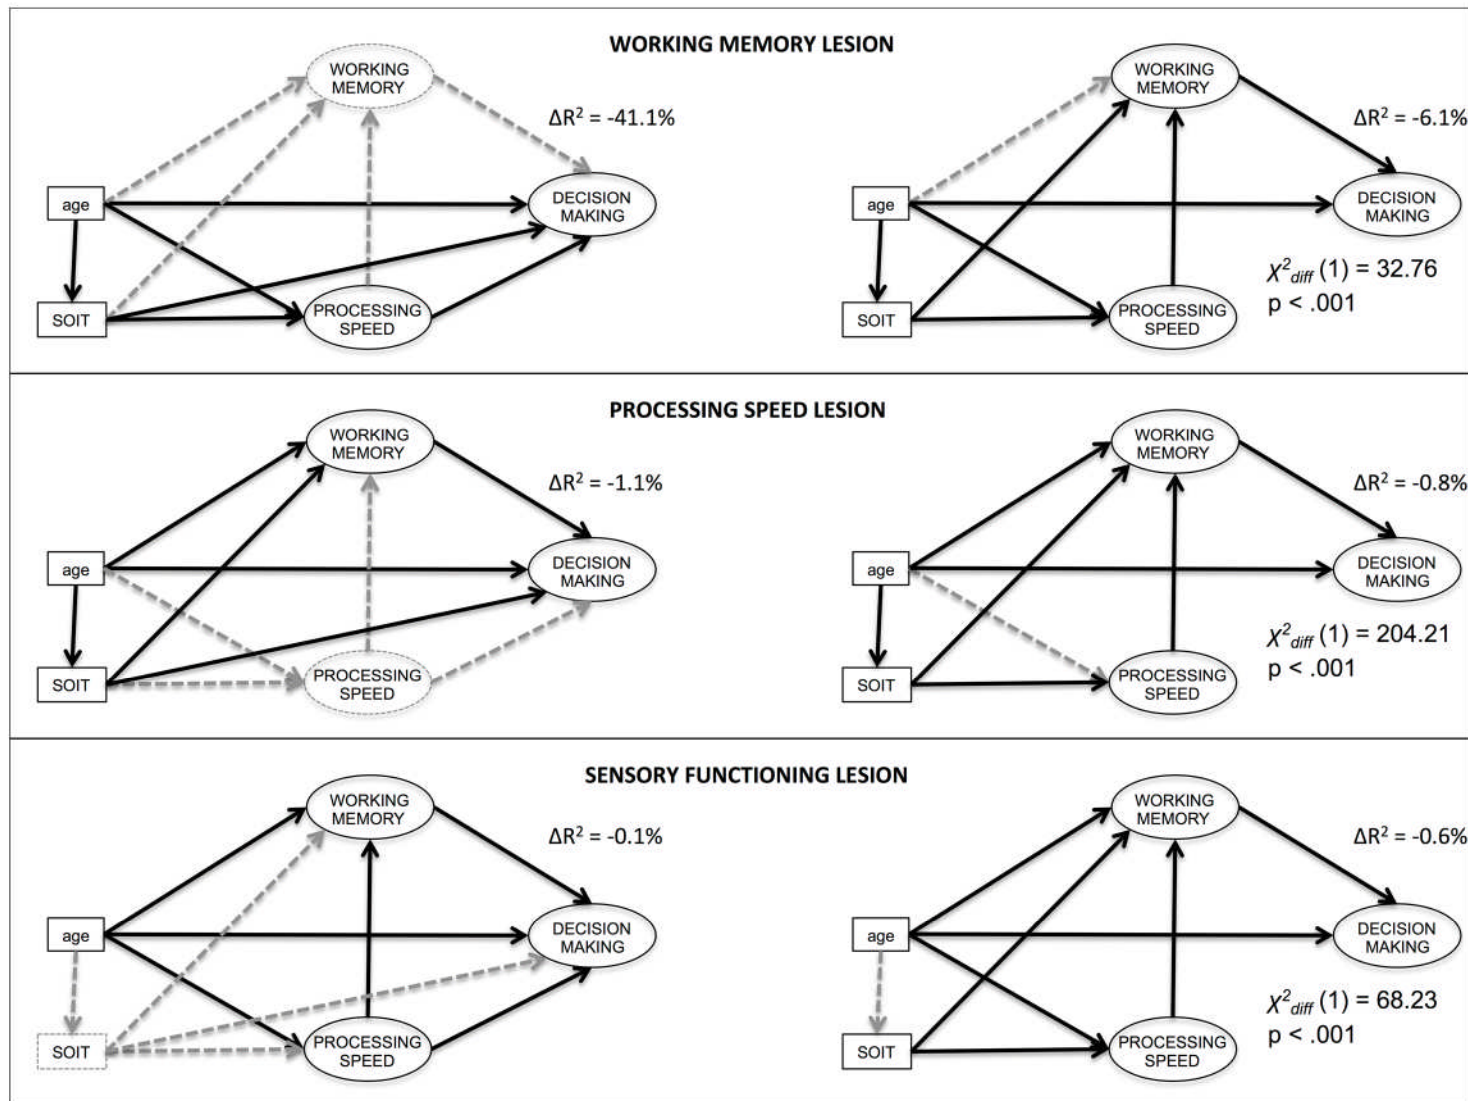 WORKING MEMORY LESION
WORKING
MEMORY
ΔR² = -41.1%
age
DECISION
MAKING
SOIT
PROCESSING
SPEED
WORKING
MEMORY
ΔR² = -6.1%
age
DECISION
MAKING
χ²diff (1) = 32.76
p < .001
SOIT
PROCESSING
SPEED
PROCESSING SPEED LESION
WORKING
MEMORY
ΔR² = -1.1%
age
DECISION
MAKING
SOIT
PROCESSING
SPEED
WORKING
MEMORY
ΔR² = -0.8%
age
DECISION
MAKING
χ²diff (1) = 204.21
p < .001
SOIT
PROCESSING
SPEED
SENSORY FUNCTIONING LESION
WORKING
MEMORY
ΔR² = -0.1%
age
DECISION
MAKING
SOIT
PROCESSING
SPEED
WORKING
MEMORY
ΔR² = -0.6%
age
DECISION
MAKING
χ²diff (1) = 68.23
p < .001
SOIT
PROCESSING
SPEED